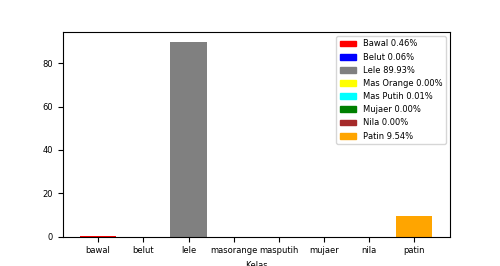 Bawal 0.46%
Belut 0.06%
Lele 89.93%
Mas Orange 0.00%
Mas Putih 0.01%
Mujaer 0.00%
Nila 0.00%
Patin 9.54%
80
60
40
20
0
bawal belut lele masorange masputih mujaer nila patin
Kelas